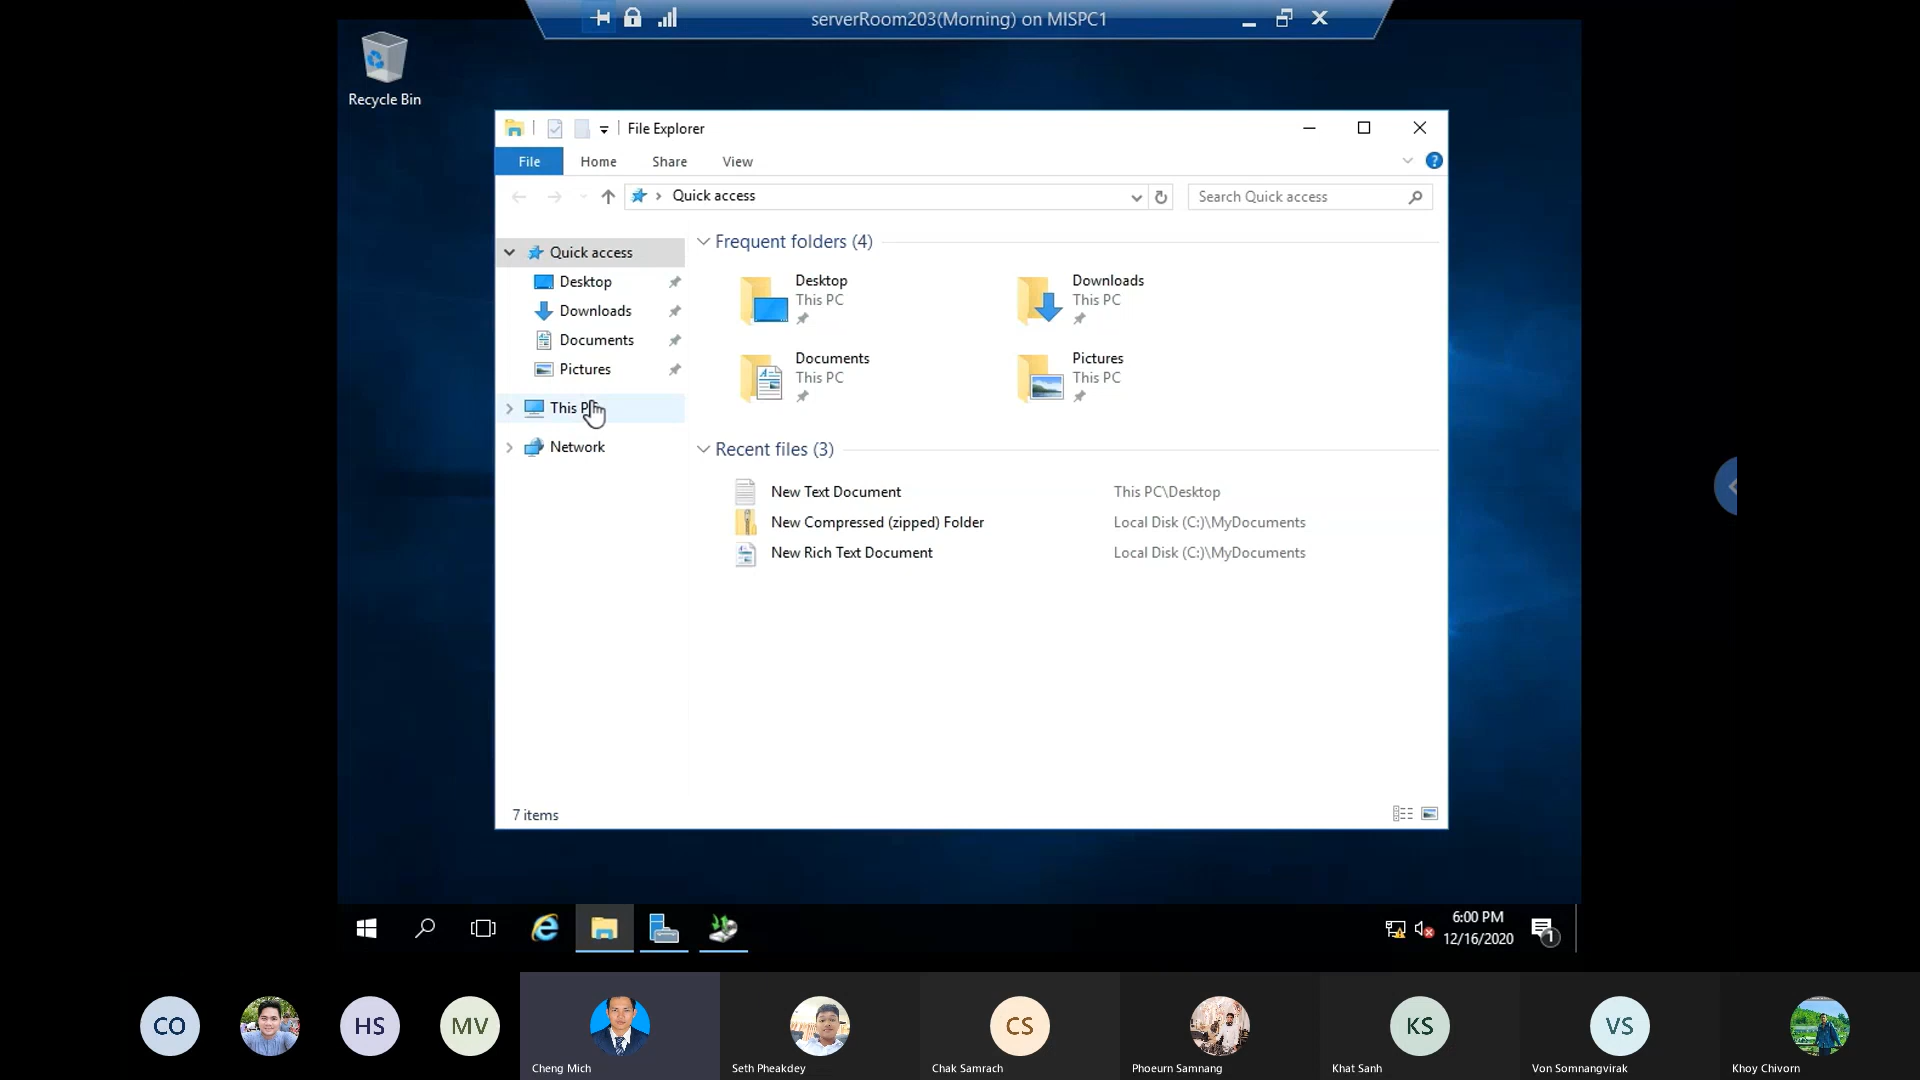 serverRoom203(Morning) on MISPC1
Recycle Bin
File Explorer
File Home Share View
Quick access
Search Quick access
Quick access
Desktop
Downloads
Documents
Pictures
This
Network
Frequent folders (4)
Desktop
This PC
Downloads
This PC
Documents
This PC
Pictures
This PC
Recent files (3)
New Text Document This PC\Desktop
New Compressed (zipped) Folder Local Disk (C:)\MyDocuments
New Rich Text Document Local Disk (C:)\MyDocuments
7 items
6:00 PM
12/16/2020
1
CO
HS
MV
CS
KS
VS
Cheng Mich
Seth Pheakdey
Chak Samrach
Phoeurn Samnang
Khat Sanh
Von Somnangvirak
Khoy Chivorn